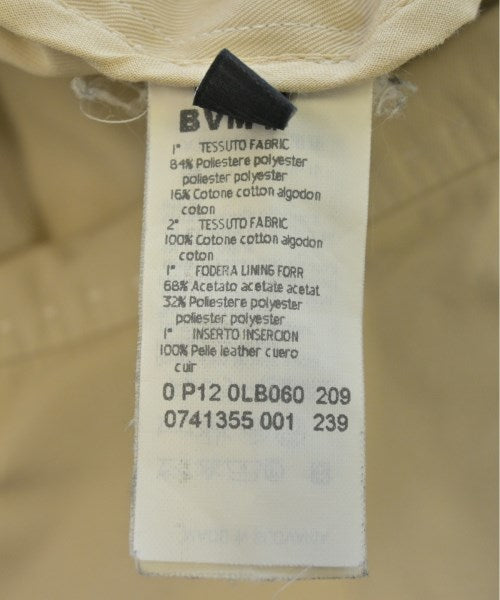 1° TESSUTO FABRIC
84% Poliestere polyester
poliester polyester
16% Cotone cotton algodon
coton
2° TESSUTO FABRIC
100% Cotone cotton algodon
coton
1° FODERA LINING FORR
68% Acetato acetate acetat
32% Poliestere polyester
poliester polyester
1° INSERTO INSERCION
100% Pelle leather cuero
cuir
0 P12 0LB060 209
0741355 001 239